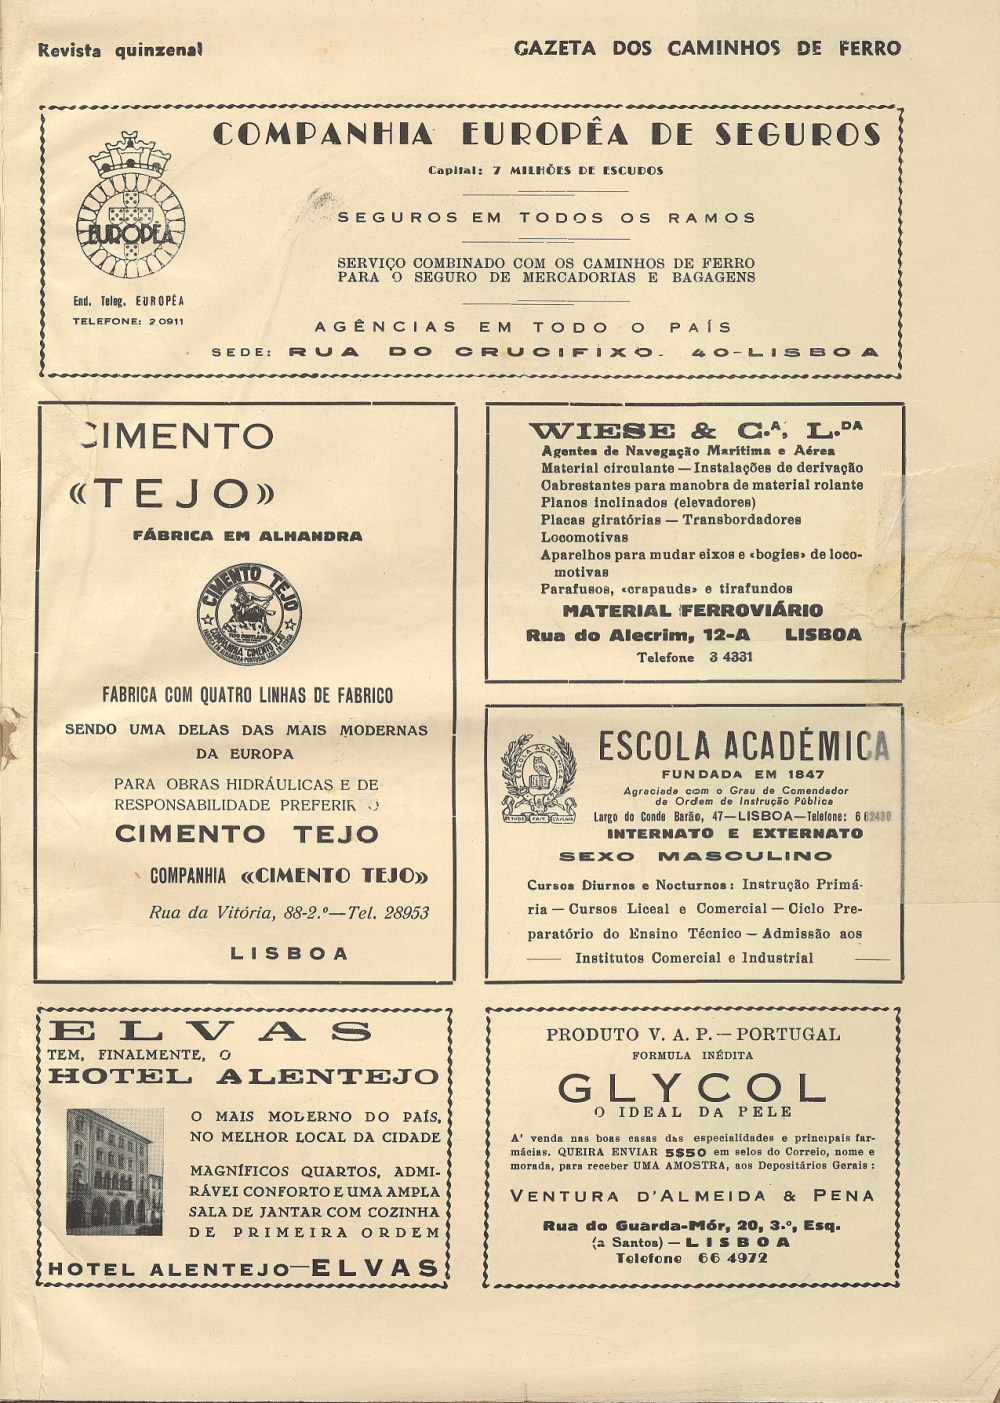 Revista quinzenal
GAZETA DOS CAMINHOS DE FERRO
COMPANHIA EUROPÊA DE SEGUROS
Capital: 7 MILHÕES DE ESCUDOS
SEGUROS EM TODOS OS RAMOS
SERVIÇO COMBINADO COM OS CAMINHOS DE FERRO
PARA O SEGURO DE MERCADORIAS E BAGAGENS
AGÊNCIAS EM TODO O PAÍS
SEDE: RUA DO CRUCIFIXO. 40-LISBOA
EUROPÊA
End. Teleg. EUROPÊA
TELEFONE: 2 0911
CIMENTO
«TEJO»
FÁBRICA EM ALHANDRA
CIMENTO TEJO
COMPANHIA "CIMENTO TEJO"
FABRICA COM QUATRO LINHAS DE FABRICO
SENDO UMA DELAS DAS MAIS MODERNAS
DA EUROPA
PARA OBRAS HIDRÁULICAS E DE
RESPONSABILIDADE PREFERIR O
CIMENTO TEJO
COMPANHIA «CIMENTO TEJO»
Rua da Vitória, 88-2.º—Tel. 28953
LISBOA
WIESE & C.ª, L.DA
Agentes de Navegação Marítima e Aérea
Material circulante — Instalações de derivação
Cabrestantes para manobra de material rolante
Planos inclinados (elevadores)
Placas giratórias — Transbordadores
Locomotivas
Aparelhos para mudar eixos e «bogies» de loco-
motivas
Parafusos, «crapauds» e tirafundos
MATERIAL FERROVIÁRIO
Rua do Alecrim, 12-A LISBOA
Telefone 3 4331
ESCOLA ACADÉMICA
ESCOLA ACADÉMICA
FUNDADA EM 1847
Agraciada com o Grau de Comendador
da Ordem de Instrução Pública
Largo do Conde Barão, 47—LISBOA—Telefone: 6 62430
INTERNATO E EXTERNATO
SEXO MASCULINO
Cursos Diurnos e Nocturnos: Instrução Primá-
ria — Cursos Liceal e Comercial — Ciclo Pre-
paratório do Ensino Técnico — Admissão aos
Institutos Comercial e Industrial
ELVAS
TEM, FINALMENTE, O
HOTEL ALENTEJO
O MAIS MODERNO DO PAÍS,
NO MELHOR LOCAL DA CIDADE
MAGNÍFICOS QUARTOS, ADMI-
RÁVEI CONFORTO E UMA AMPLA
SALA DE JANTAR COM COZINHA
DE PRIMEIRA ORDEM
HOTEL ALENTEJO—ELVAS
PRODUTO V. A. P. — PORTUGAL
FORMULA INÉDITA
GLYCOL
O IDEAL DA PELE
A' venda nas boas casas das especialidades e principais far-
mácias. QUEIRA ENVIAR 5$50 em selos do Correio, nome e
morada, para receber UMA AMOSTRA, aos Depositários Gerais:
VENTURA D'ALMEIDA & PENA
Rua do Guarda-Mór, 20, 3.º, Esq.
(a Santos) — LISBOA
Telefone 66 4972